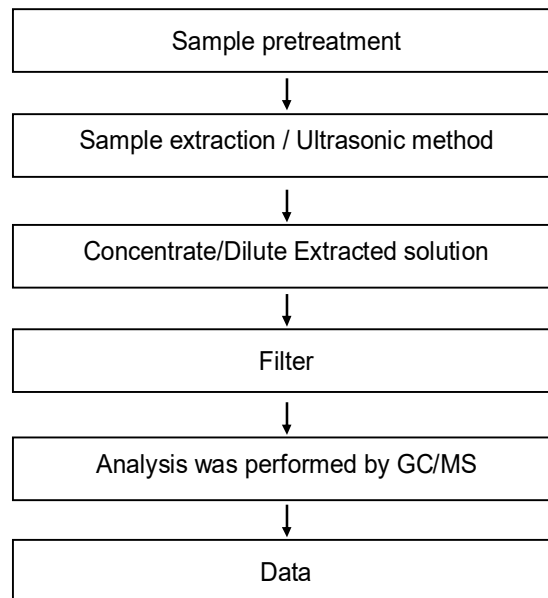 Sample pretreatment
Sample extraction / Ultrasonic method
Concentrate/Dilute Extracted solution
Filter
Analysis was performed by GC/MS
Data